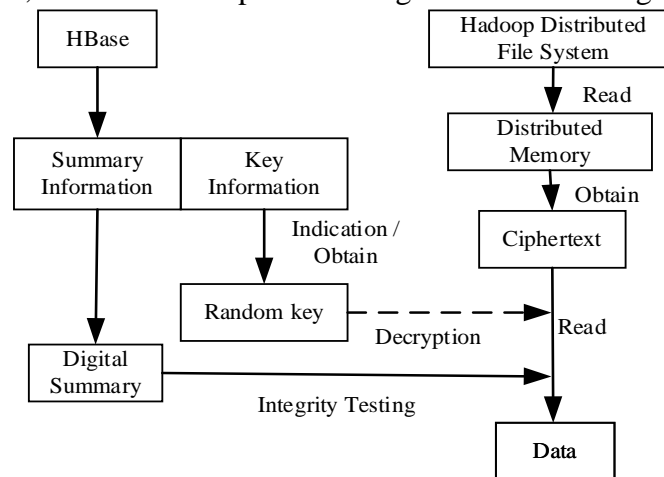 HBase
Hadoop Distributed
File System
Read
Distributed
Memory
Summary
Information
Key
Information
Obtain
Indication /
Obtain
Ciphertext
Random key
Decryption
Read
Digital
Summary
Integrity Testing
Data